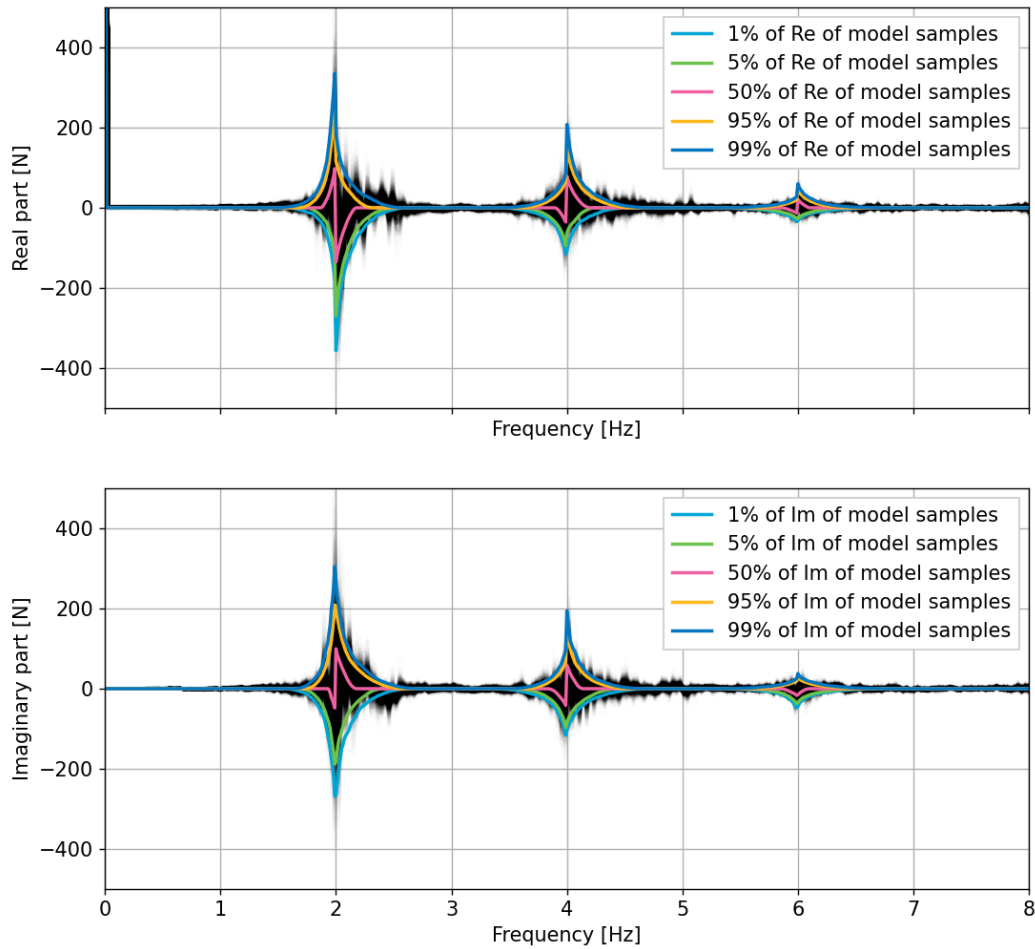 400
200
0
−200
−400
Real part [N]
1% of Re of model samples
5% of Re of model samples
50% of Re of model samples
95% of Re of model samples
99% of Re of model samples
Frequency [Hz]
400
200
0
−200
−400
Imaginary part [N]
1% of Im of model samples
5% of Im of model samples
50% of Im of model samples
95% of Im of model samples
99% of Im of model samples
0 1 2 3 4 5 6 7 8
Frequency [Hz]